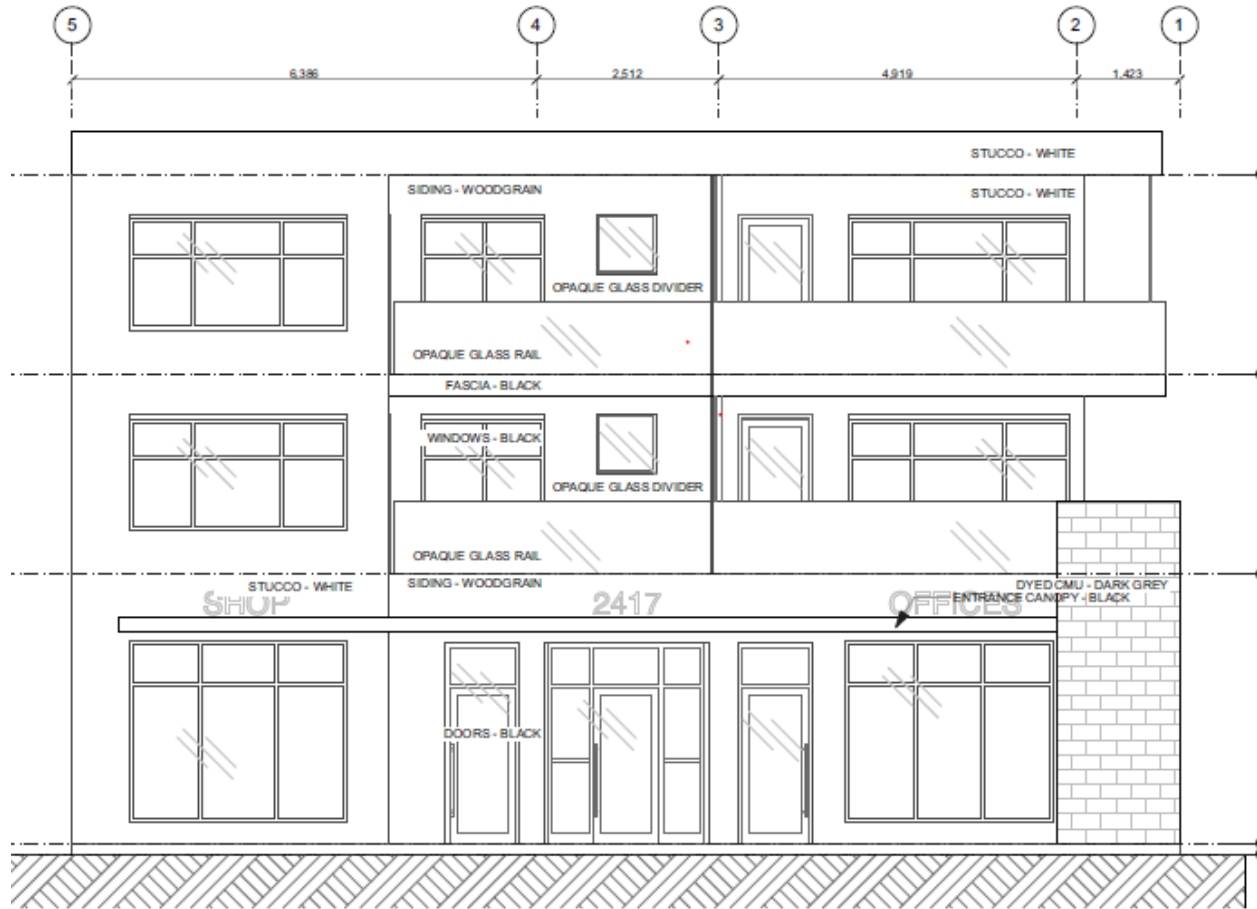 5 4 3 2 1
6,386 2,512 4,919 1,423
STUCCO - WHITE
SIDING - WOODGRAIN
STUCCO - WHITE
OPAQUE GLASS DIVIDER
OPAQUE GLASS RAIL
FASCIA - BLACK
WINDOWS - BLACK
OPAQUE GLASS DIVIDER
OPAQUE GLASS RAIL
STUCCO - WHITE
SIDING - WOODGRAIN
DYED CMU - DARK GREY
ENTRANCE CANOPY - BLACK
SHOP 2417 OFFICES
DOORS - BLACK